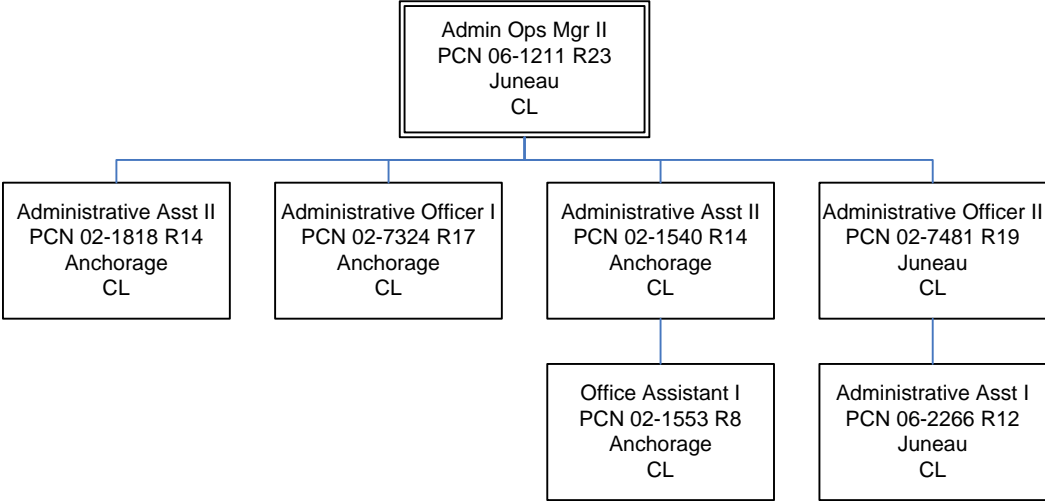 Admin Ops Mgr II
PCN 06-1211 R23
Juneau
CL
Administrative Asst II
PCN 02-1818 R14
Anchorage
CL
Administrative Officer I
PCN 02-7324 R17
Anchorage
CL
Administrative Asst II
PCN 02-1540 R14
Anchorage
CL
Administrative Officer II
PCN 02-7481 R19
Juneau
CL
Office Assistant I
PCN 02-1553 R8
Anchorage
CL
Administrative Asst I
PCN 06-2266 R12
Juneau
CL